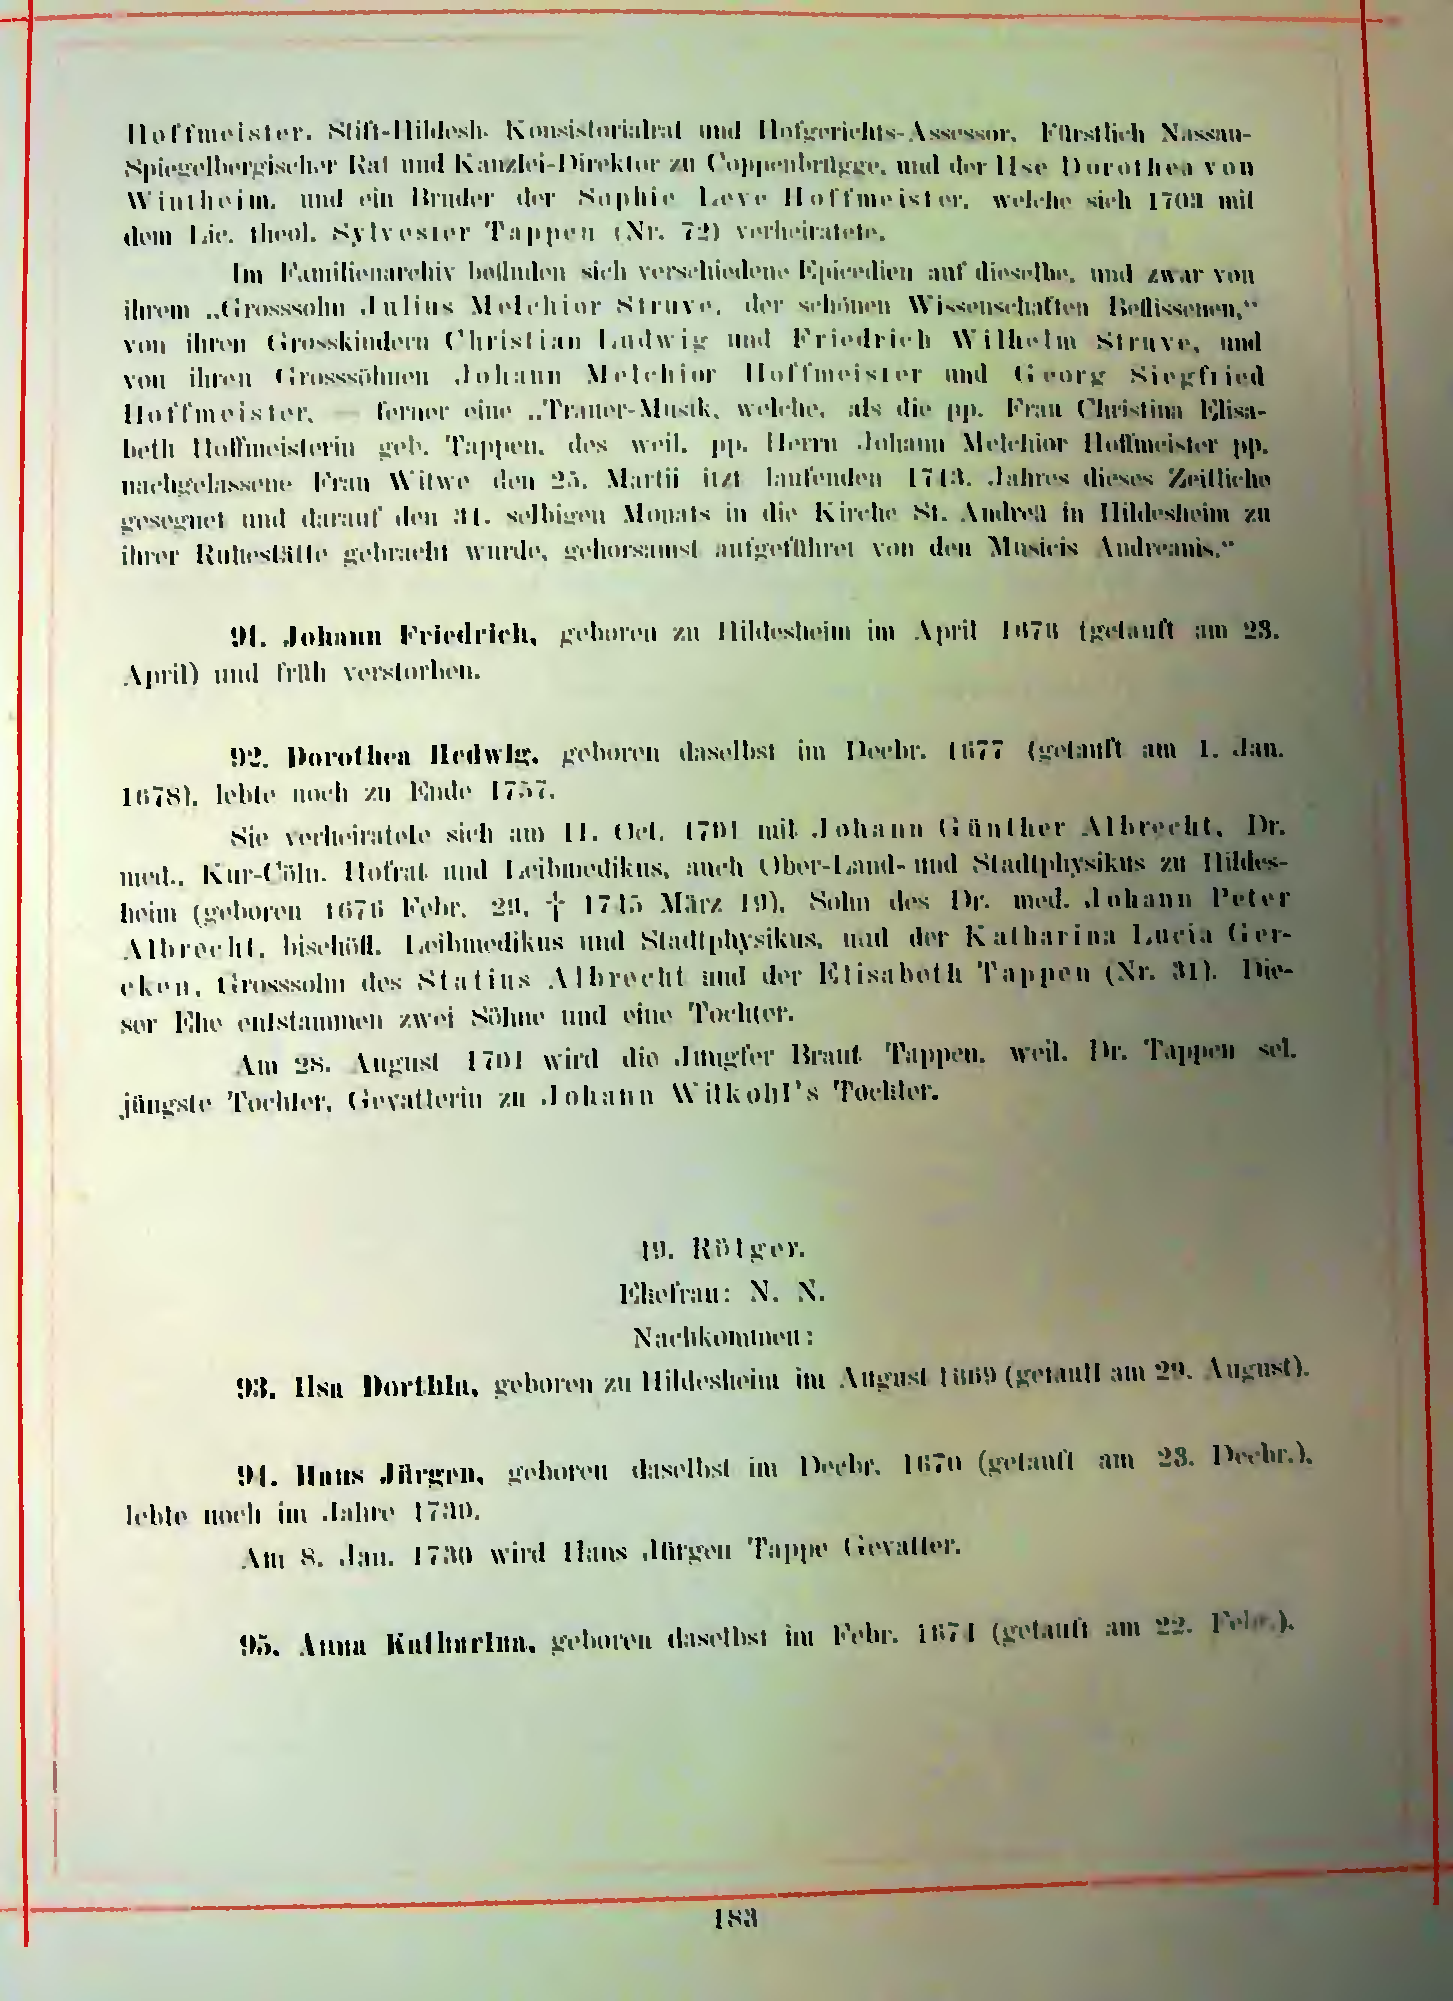 Hoffmeister, Stift-Hildesh. Konsistorialrat und Hofgerichts-Assessor, Fürstlich Nassau-
Spiegelbergischer Rat und Kanzlei-Direktor zu Coppenbrügge, und der Ilse Dorothea von
Wintheim, und ein Bruder der Sophie Leve Hoffmeister, welche sich 1703 mit
dem Lic. theol. Sylvester Tappen (Nr. 72) verheiratete.
Im Familienarchiv befinden sich verschiedene Epicedien auf dieselbe, und zwar von
ihrem „Grosssohn Julius Melchior Struve, der schönen Wissenschaften Beflissenen,“
von ihren Grosskindern Christian Ludwig und Friedrich Wilhelm Struve, und
von ihren Grosssöhnen Johann Melchior Hoffmeister und Georg Siegfried
Hoffmeister, — ferner eine „Trauer-Musik, welche, als die pp. Frau Christina Elisa-
beth Hoffmeisterin geb. Tappen, des weil. pp. Herrn Johann Melchior Hoffmeister pp.
nachgelassene Frau Witwe den 25. Martii itzt laufenden 1743. Jahres dieses Zeitliche
gesegnet und darauf den 31. selbigen Monats in die Kirche St. Andreä in Hildesheim zu
ihrer Ruhestätte gebracht wurde, gehorsamst aufgeführet von den Musicis Andreanis.“
91. Johann Friedrich, geboren zu Hildesheim im April 1676 (getauft am 23.
April) und früh verstorben.
92. Dorothea Hedwig, geboren daselbst im Decbr. 1677 (getauft am 1. Jan.
1678), lebte noch zu Ende 1757.
Sie verheiratete sich am 11. Oct. 1701 mit Johann Günther Albrecht, Dr.
med., Kur-Cöln. Hofrat und Leibmedikus, auch Ober-Land- und Stadtphysikus zu Hildes-
heim (geboren 1676 Febr. 29, † 1745 März 19), Sohn des Dr. med. Johann Peter
Albrecht, bischöfl. Leibmedikus und Stadtphysikus, und der Katharina Lucia Ger-
cken, Grosssohn des Statius Albrecht und der Elisabeth Tappen (Nr. 31). Die-
ser Ehe entstammen zwei Söhne und eine Tochter.
Am 28. August 1701 wird die Jungfer Braut Tappen, weil. Dr. Tappen sel.
jüngste Tochter, Gevatterin zu Johann Witkohl's Tochter.
49. Rötger.
Ehefrau: N. N.
Nachkommen:
93. Ilsa Dorthia, geboren zu Hildesheim im August 1669 (getauft am 29. August).
94. Hans Jürgen, geboren daselbst im Decbr. 1670 (getauft am 23. Decbr.),
lebte noch im Jahre 1730.
Am 8. Jan. 1730 wird Hans Jürgen Tappe Gevatter.
95. Anna Katharina, geboren daselbst im Febr. 1674 (getauft am 22. Febr.).
183